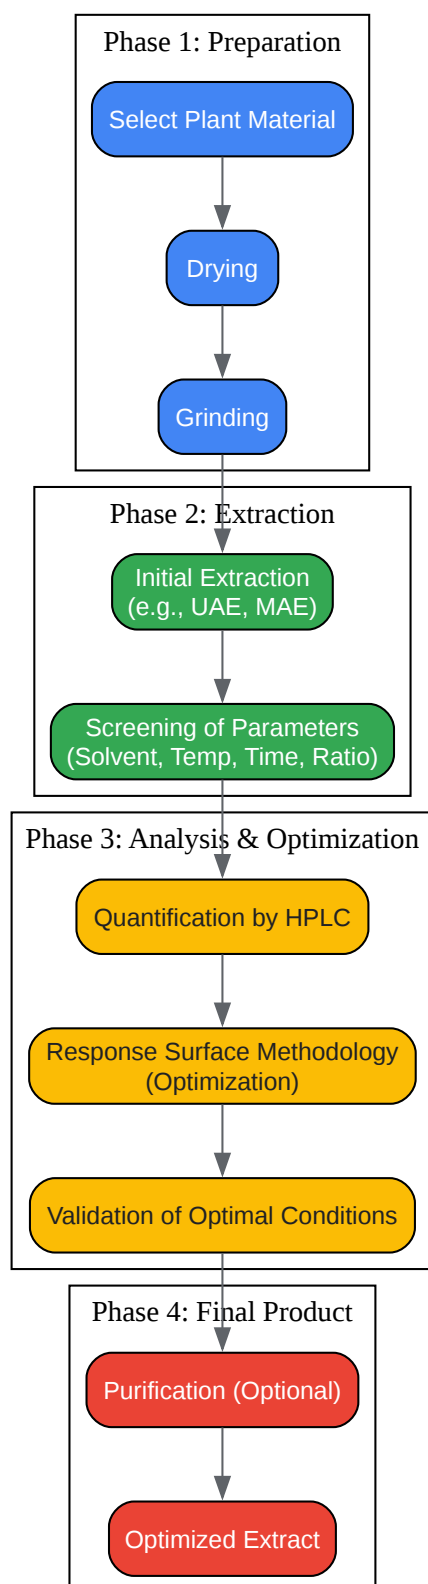 Phase 1: Preparation
Select Plant Material
Drying
Grinding
Phase 2: Extraction
Initial Extraction
(e.g., UAE, MAE)
Screening of Parameters
(Solvent, Temp, Time, Ratio)
Phase 3: Analysis & Optimization
Quantification by HPLC
Response Surface Methodology
(Optimization)
Validation of Optimal Conditions
Phase 4: Final Product
Purification (Optional)
Optimized Extract